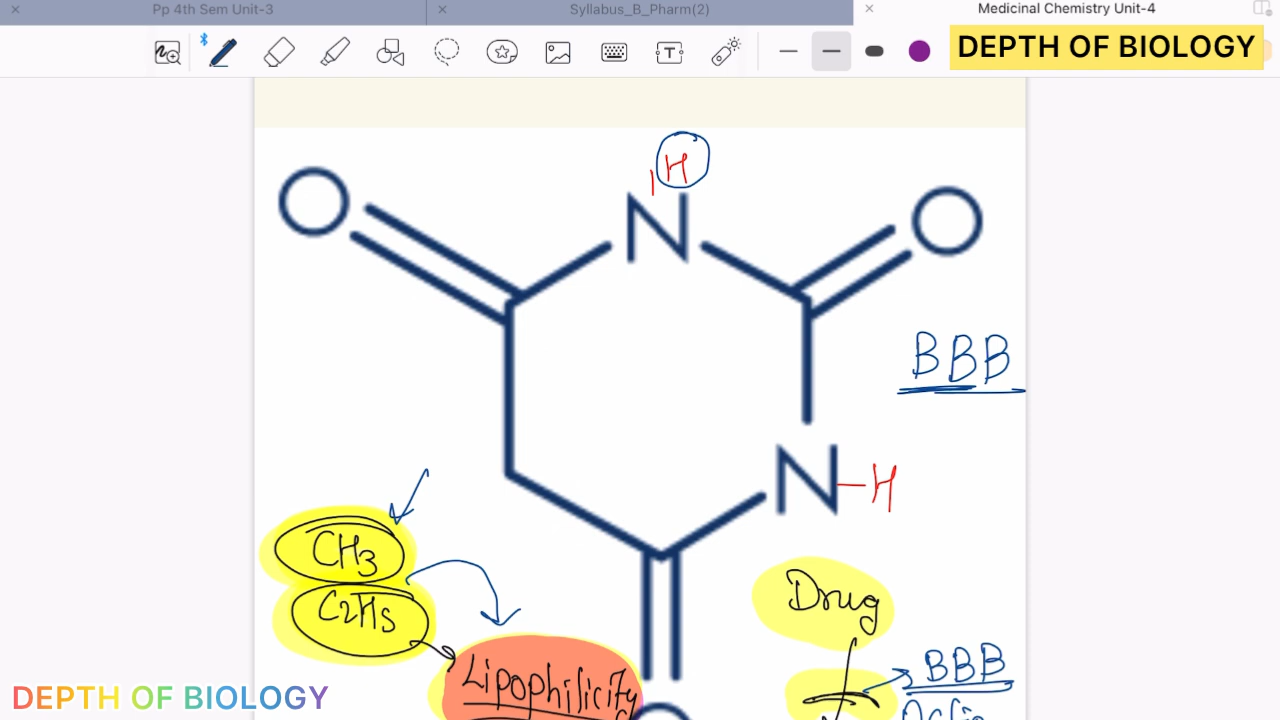 Pp 4th Sem Unit-3
Syllabus_B_Pharm(2)
Medicinal Chemistry Unit-4
DEPTH OF BIOLOGY
H
O
N
O
BBB
N-H
CH3
C2H5
Drug
Lipophilicity
BBB
O
DEPTH OF BIOLOGY